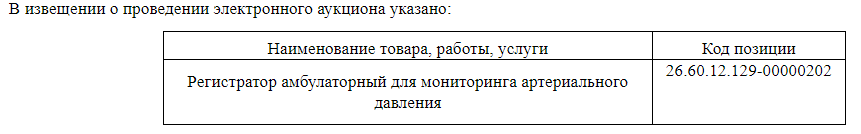 В извещении о проведении электронного аукциона указано:
Наименование товара, работы, услуги
Код позиции
Регистратор амбулаторный для мониторинга артериального
давления
26.60.12.129-00000202